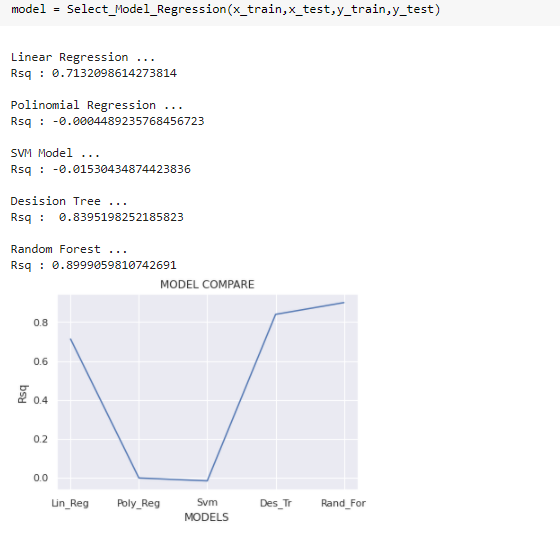 model = Select_Model_Regression(x_train,x_test,y_train,y_test)
Linear Regression ...
Rsq : 0.7132098614273814
Polinomial Regression ...
Rsq : -0.0004489235768456723
SVM Model ...
Rsq : -0.01530434874423836
Desision Tree ...
Rsq :  0.8395198252185823
Random Forest ...
Rsq : 0.8999059810742691
MODEL COMPARE
0.8
0.6
0.4
0.2
0.0
Rsq
Lin_Reg Poly_Reg Svm Des_Tr Rand_For
MODELS